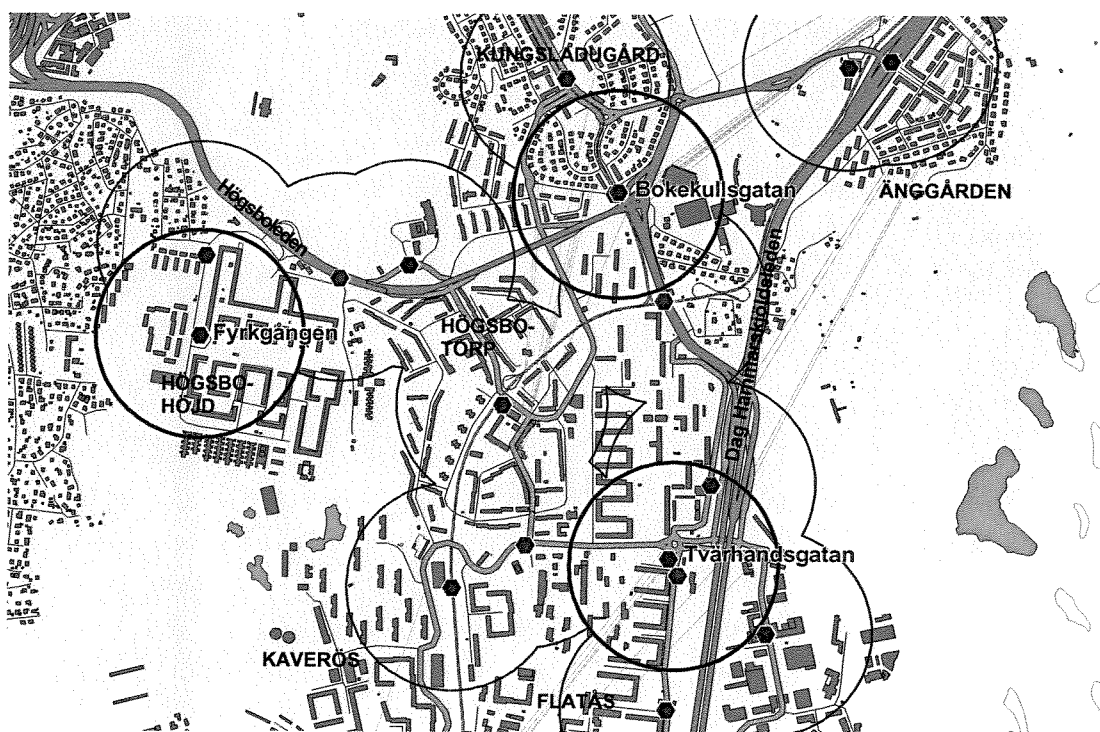 KUNGSLADUGÅRD
Bokekullsgatan
ÄNGGÅRDEN
Högsboleden
Dag Hammarskjöldsleden
HÖGSBO-
TORP
Fyrkgången
HÖGSBO-
HÖJD
Tvärhandsgatan
KAVERÖS
FLATÅS